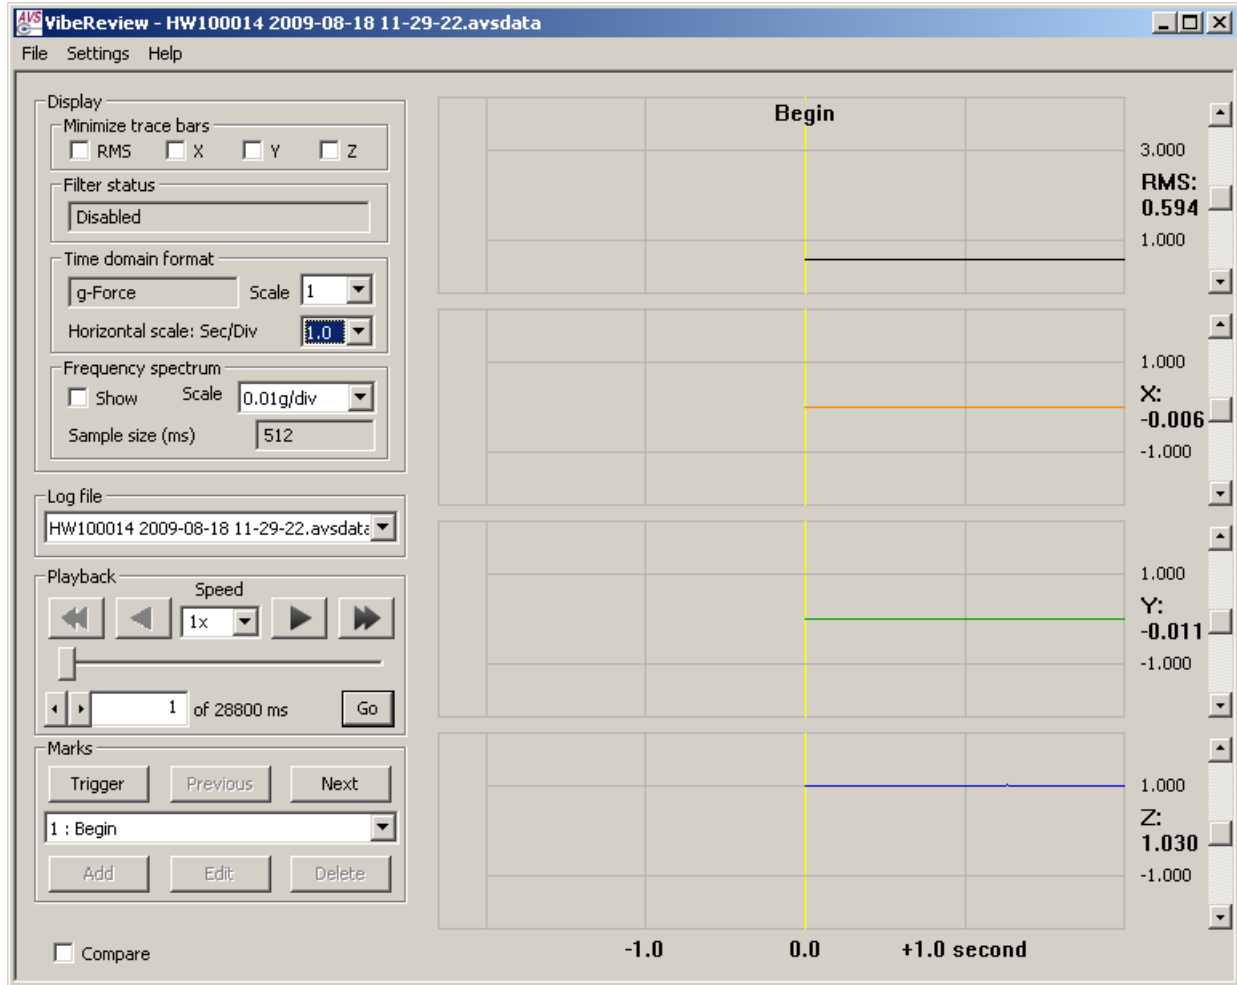 AVS VibeReview - HW100014 2009-08-18 11-29-22.avsdata
File Settings Help
Display
Minimize trace bars
RMS X Y Z
Filter status
Disabled
Time domain format
g-Force Scale 1
Horizontal scale: Sec/Div 1.0
Frequency spectrum
Show Scale 0.01g/div
Sample size (ms) 512
Log file
HW100014 2009-08-18 11-29-22.avsdata
Playback
Speed
1x
1 of 28800 ms Go
Marks
Trigger Previous Next
1 : Begin
Add Edit Delete
Compare
Begin
3.000
RMS:
0.594
1.000
1.000
X:
-0.006
-1.000
1.000
Y:
-0.011
-1.000
1.000
Z:
1.030
-1.000
-1.0 0.0 +1.0 second